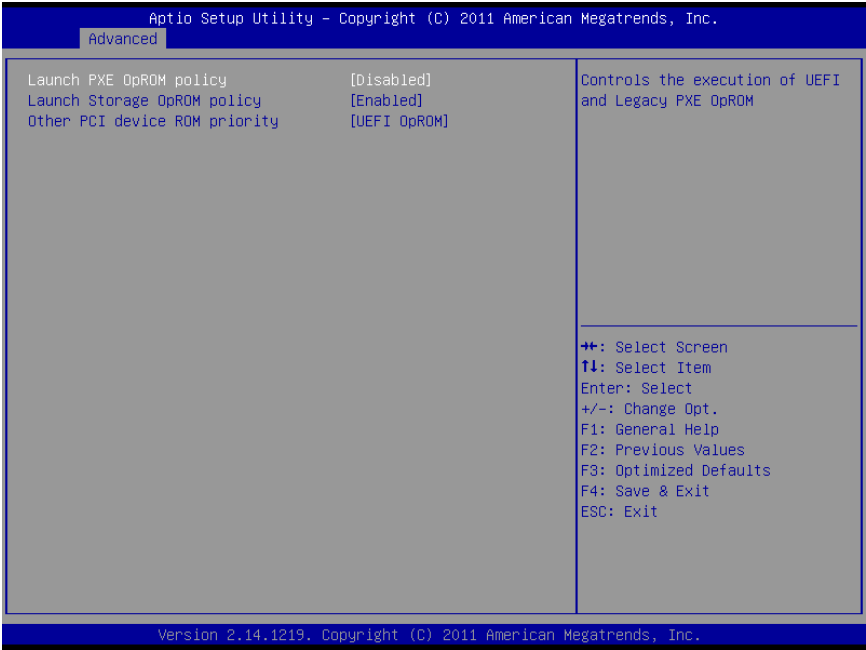 Aptio Setup Utility – Copyright (C) 2011 American Megatrends, Inc.
Advanced
Launch PXE OpROM policy [Disabled]
Launch Storage OpROM policy [Enabled]
Other PCI device ROM priority [UEFI OpROM]
Controls the execution of UEFI
and Legacy PXE OpROM
→←: Select Screen
↑↓: Select Item
Enter: Select
+/-: Change Opt.
F1: General Help
F2: Previous Values
F3: Optimized Defaults
F4: Save & Exit
ESC: Exit
Version 2.14.1219. Copyright (C) 2011 American Megatrends, Inc.